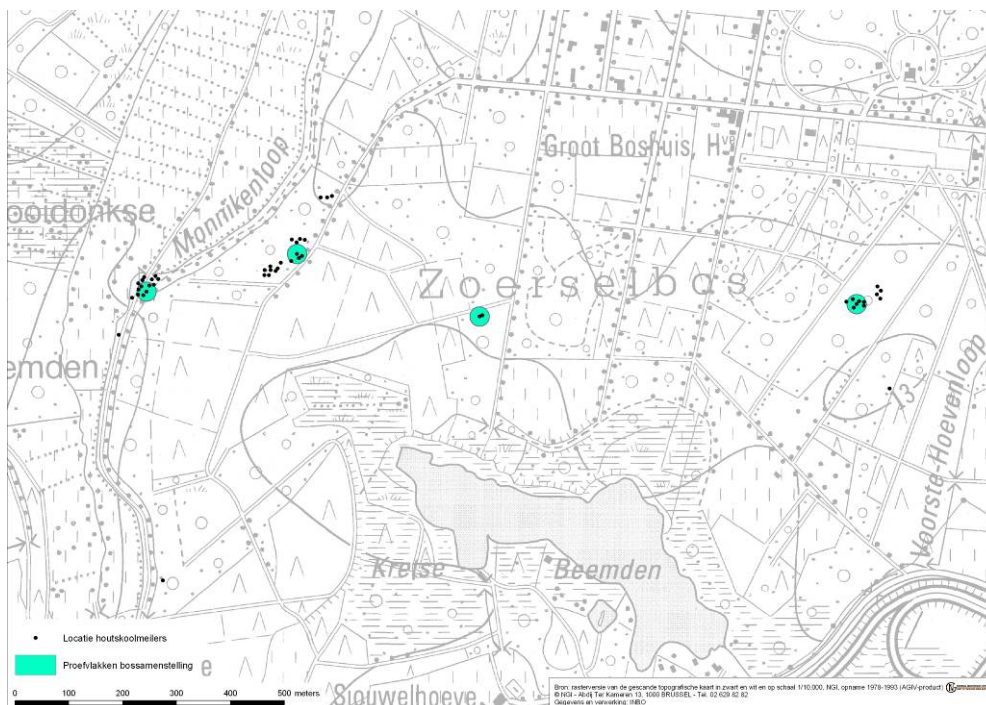 Groot Boshuis, Hve
Monnikenloop
ooidonkse
Zoerselbos
emden
13
Voorste-Hoevenloop
Krejse Beemden
Locatie houtskoolmeilers
Proefvlakken bossamenstelling
e
0 100 200 300 400 500 meters
Siouwelhoeve
Bron: rasterversie van de gescande topografische kaart in zwart en wit en op schaal 1/10.000, NGI, opname 1978-1993 (AGIV-product)
© NGI - Abdij Ter Kameren 13, 1000 BRUSSEL - Tel. 02 629 82 82
Gegevens en verwerking: INBO